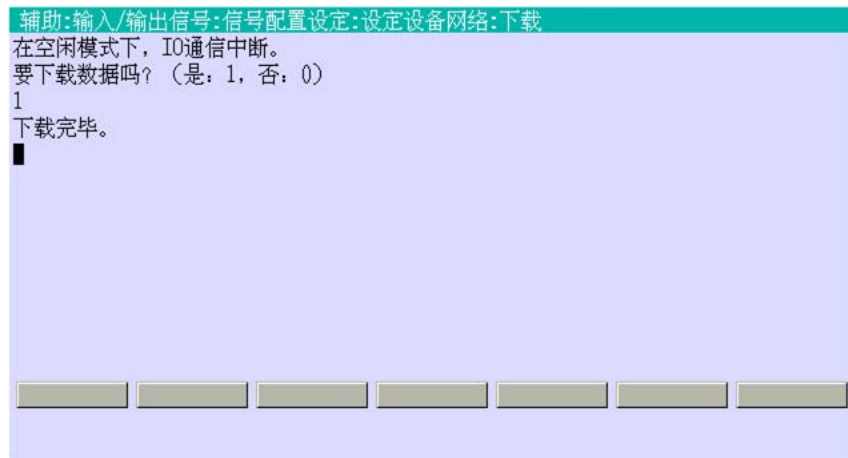 辅助:输入/输出信号:信号配置设定:设定设备网络:下载
在空闲模式下，IO通信中断。
要下载数据吗？（是：1，否：0）
1
下载完毕。